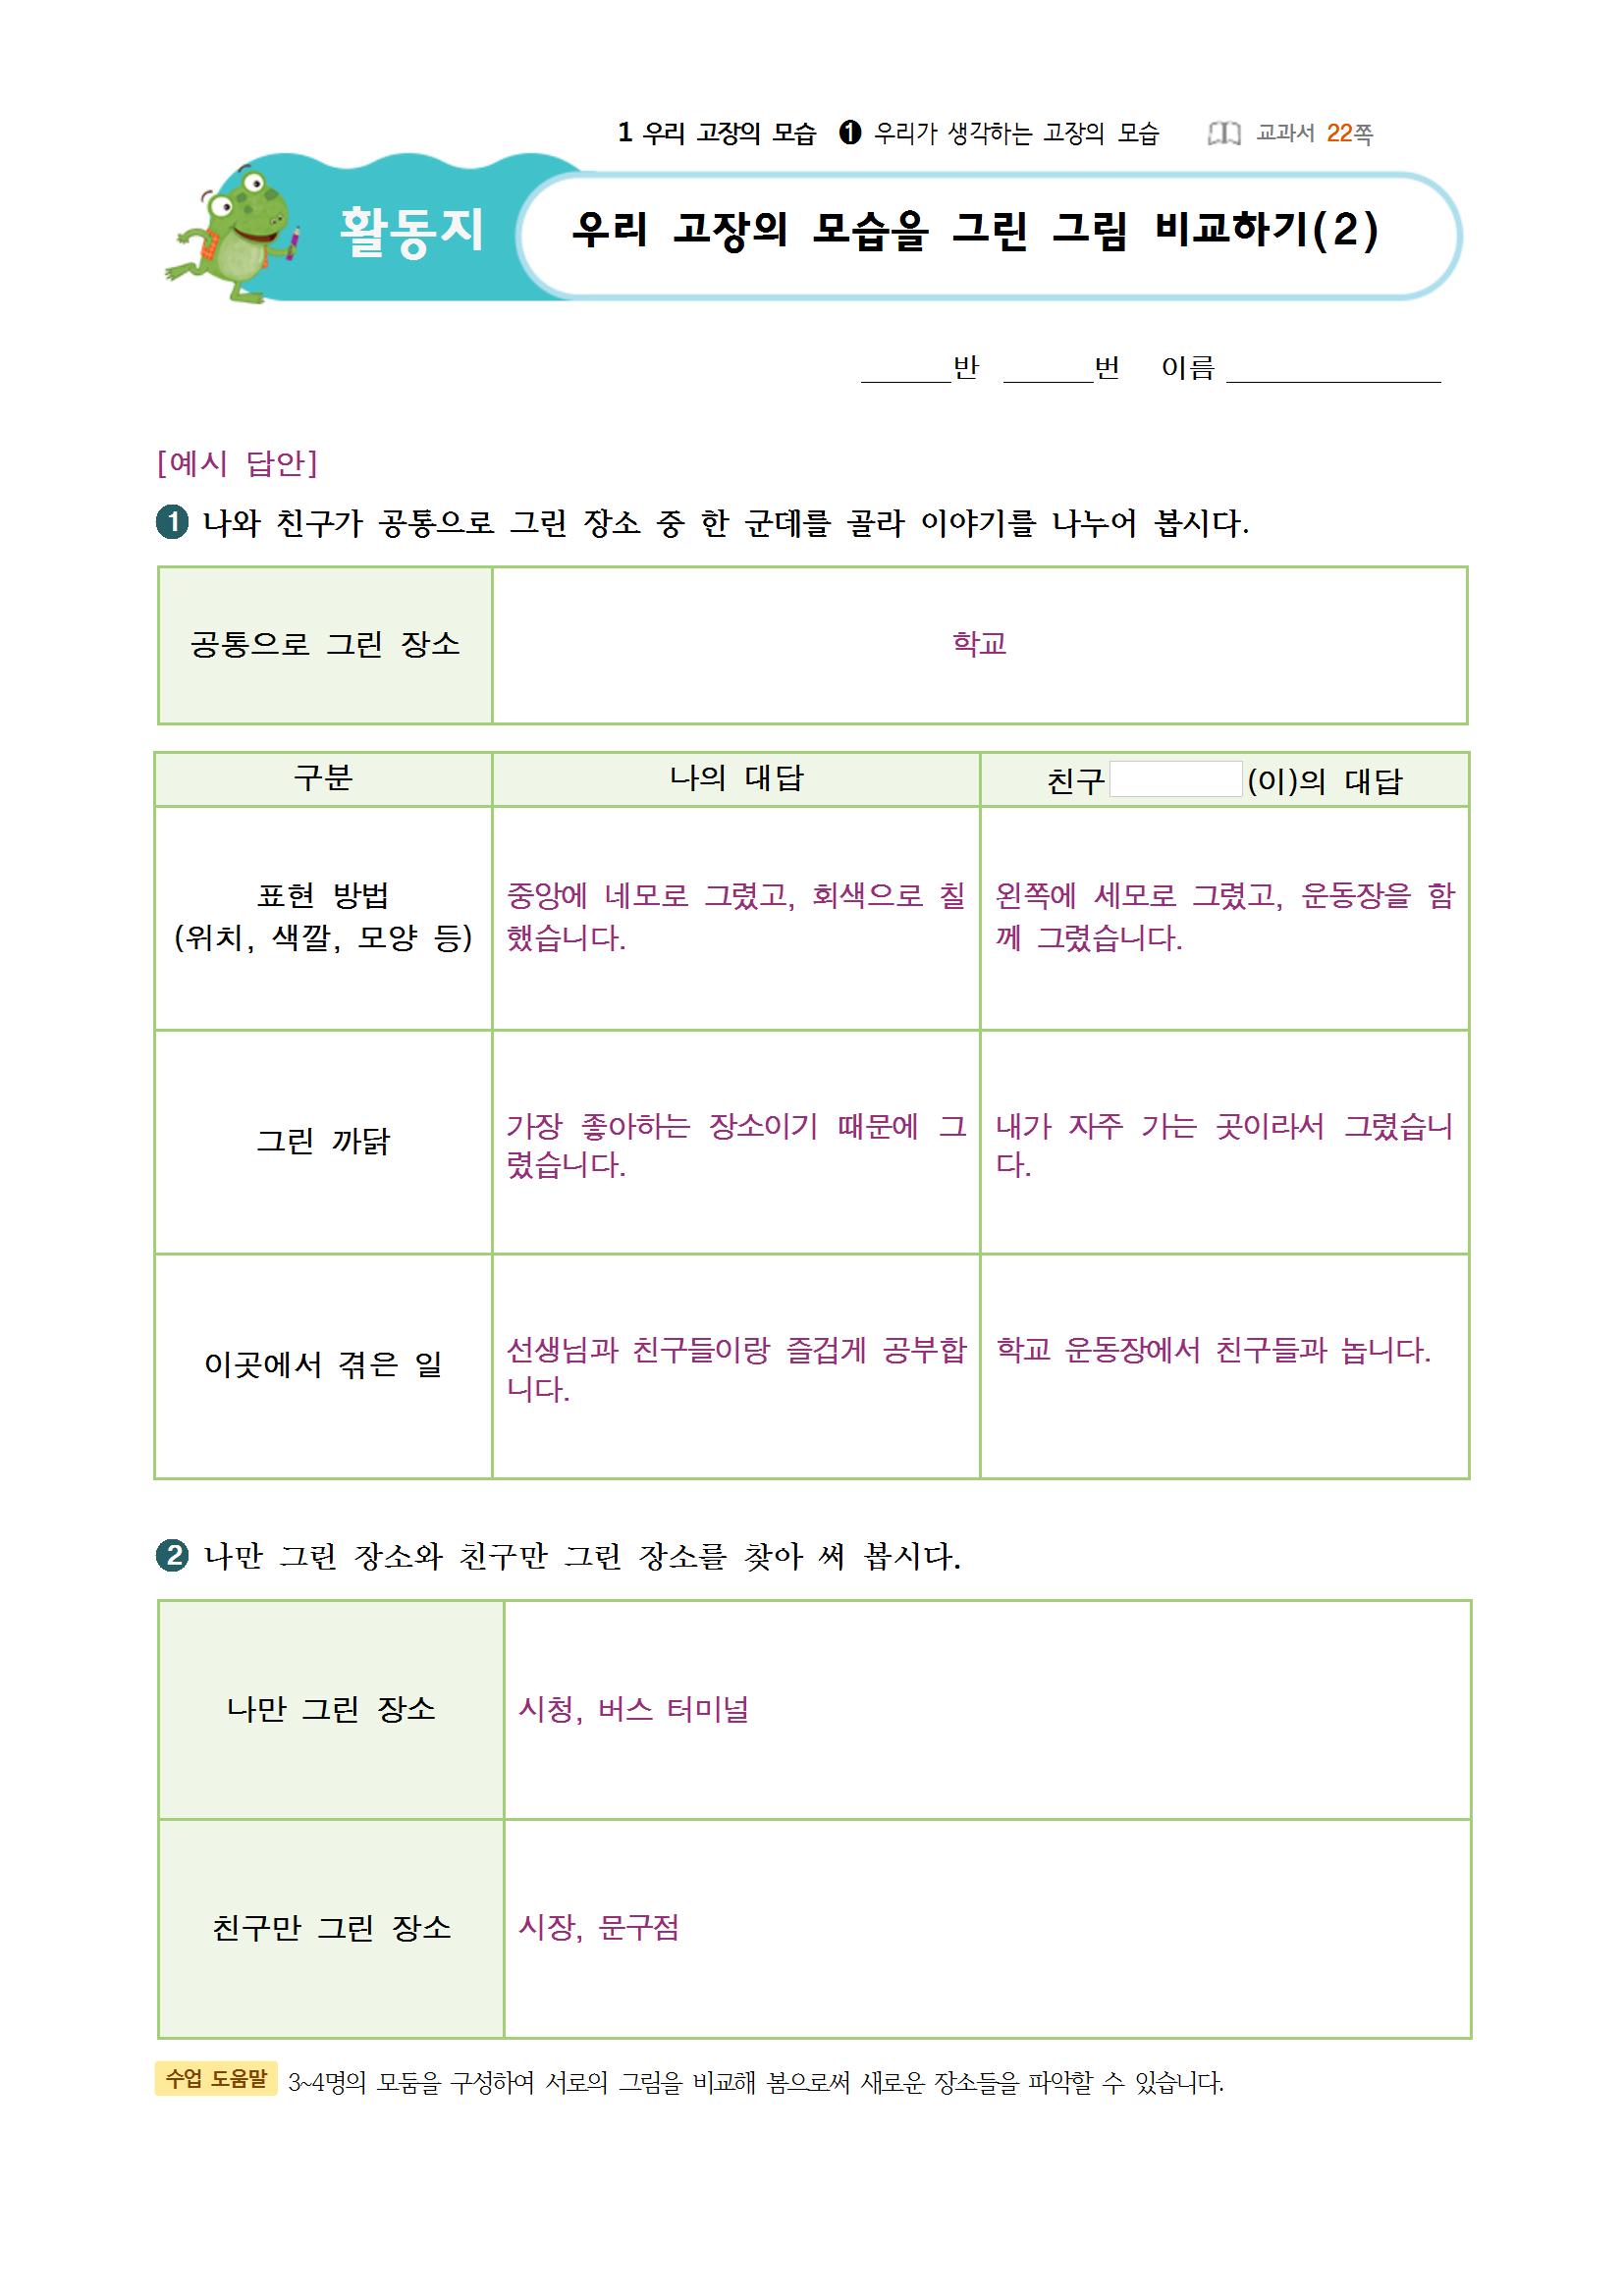 1 우리 고장의 모습 ❶ 우리가 생각하는 고장의 모습 교과서 22쪽
활동지 우리 고장의 모습을 그린 그림 비교하기(2)
______반 ______번 이름 ______________
[예시 답안]
❶ 나와 친구가 공통으로 그린 장소 중 한 군데를 골라 이야기를 나누어 봅시다.
공통으로 그린 장소 학교
구분 나의 대답 친구 (이)의 대답
표현 방법
(위치, 색깔, 모양 등)
중앙에 네모로 그렸고, 회색으로 칠
했습니다.
왼쪽에 세모로 그렸고, 운동장을 함
께 그렸습니다.
그린 까닭
가장 좋아하는 장소이기 때문에 그
렸습니다.
내가 자주 가는 곳이라서 그렸습니
다.
이곳에서 겪은 일
선생님과 친구들이랑 즐겁게 공부합
니다.
학교 운동장에서 친구들과 놉니다.
❷ 나만 그린 장소와 친구만 그린 장소를 찾아 써 봅시다.
나만 그린 장소 시청, 버스 터미널
친구만 그린 장소 시장, 문구점
수업 도움말 3~4명의 모둠을 구성하여 서로의 그림을 비교해 봄으로써 새로운 장소들을 파악할 수 있습니다.